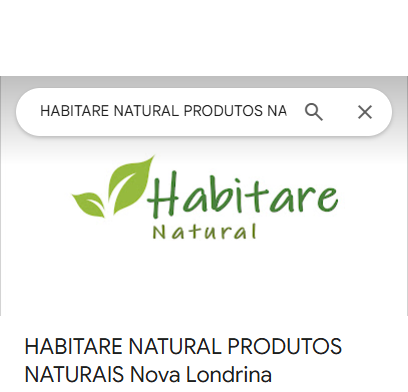 HABITARE NATURAL PRODUTOS NA
Habitare
Natural
HABITARE NATURAL PRODUTOS
NATURAIS Nova Londrina